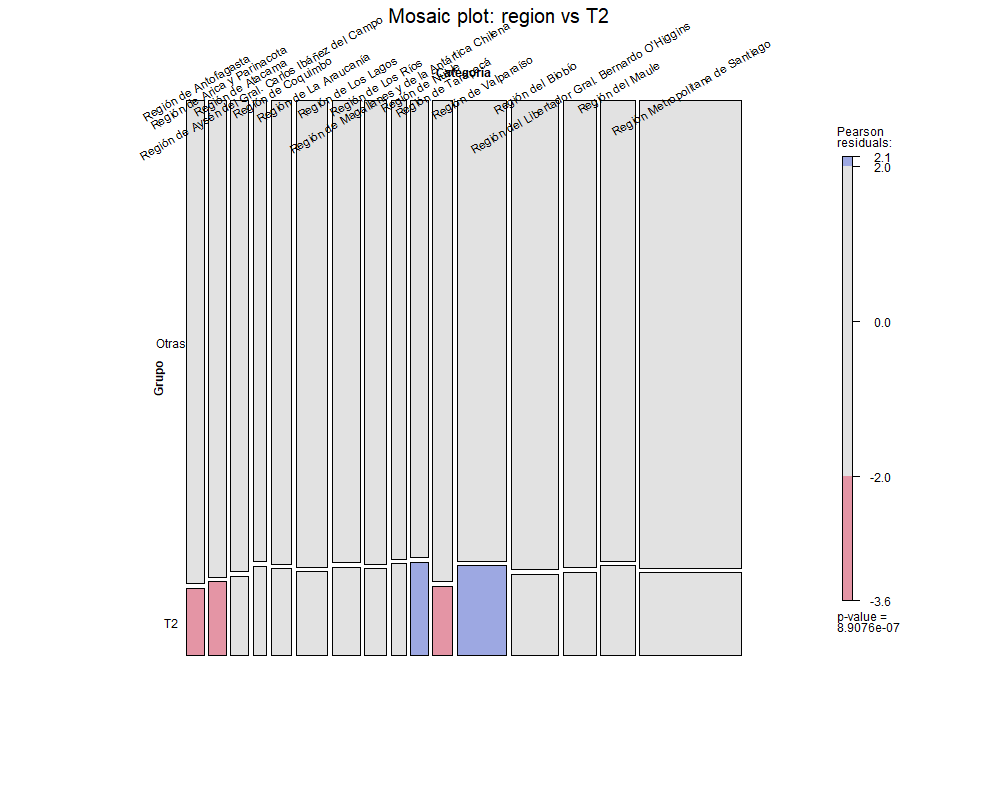 Mosaic plot: region vs T2
Categoria
Región de Antofagasta
Región de Arica y Parinacota
Región de Atacama
Región de Aysén del Gral. Carlos Ibáñez del Campo
Región de Coquimbo
Región de La Araucanía
Región de Los Lagos
Región de Los Ríos
Región de Magallanes y de la Antártica Chilena
Región de Ñuble
Región de Tarapacá
Región de Valparaíso
Región del Biobío
Región del Libertador Gral. Bernardo O'Higgins
Región del Maule
Región Metropolitana de Santiago
Grupo
Otras
T2
Pearson
residuals:
2.1
2.0
0.0
-2.0
-3.6
p-value =
8.9076e-07